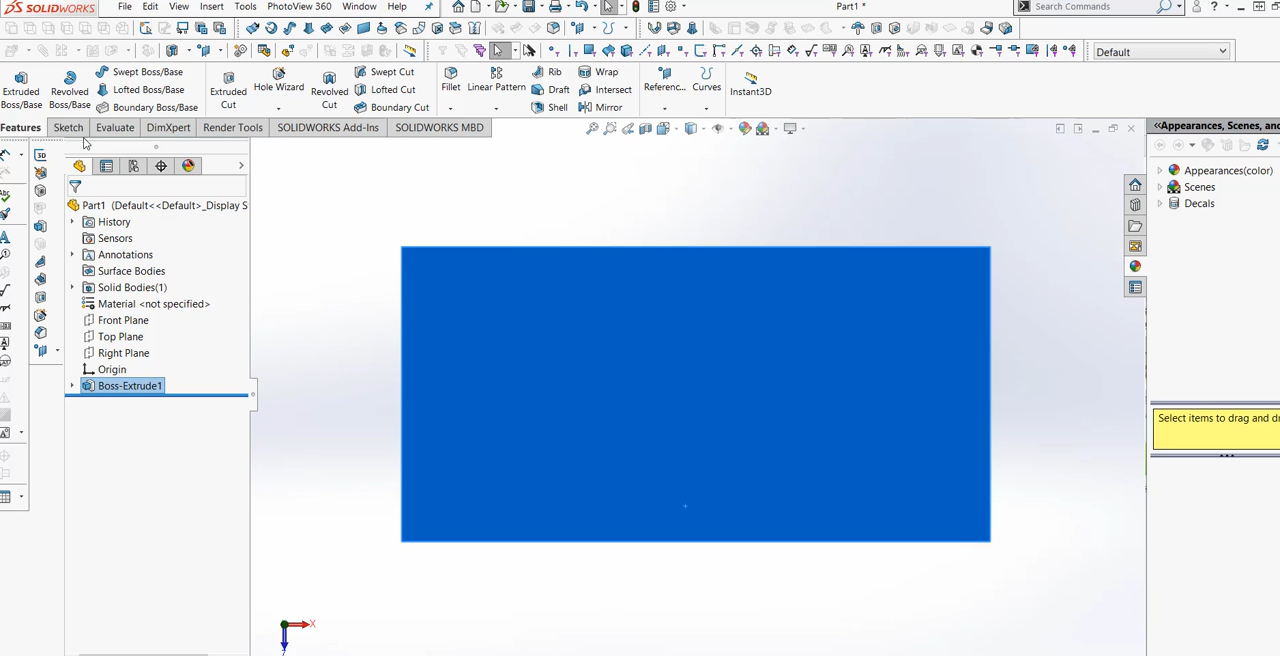 SOLIDWORKS File Edit View Insert Tools PhotoView 360 Window Help Part1 * Search Commands
Default
Extruded Boss/Base
Revolved Boss/Base
Swept Boss/Base
Lofted Boss/Base
Boundary Boss/Base
Extruded Cut
Hole Wizard
Revolved Cut
Swept Cut
Lofted Cut
Boundary Cut
Fillet
Linear Pattern
Rib
Draft
Shell
Wrap
Intersect
Mirror
Referenc...
Curves
Instant3D
Features Sketch Evaluate DimXpert Render Tools SOLIDWORKS Add-Ins SOLIDWORKS MBD
<<Appearances, Scenes, an
3D
Part1 (Default<<Default>_Display S
History
Sensors
Annotations
Surface Bodies
Solid Bodies(1)
Material <not specified>
Front Plane
Top Plane
Right Plane
Origin
Boss-Extrude1
Appearances(color)
Scenes
Decals
Select items to drag and dr
X